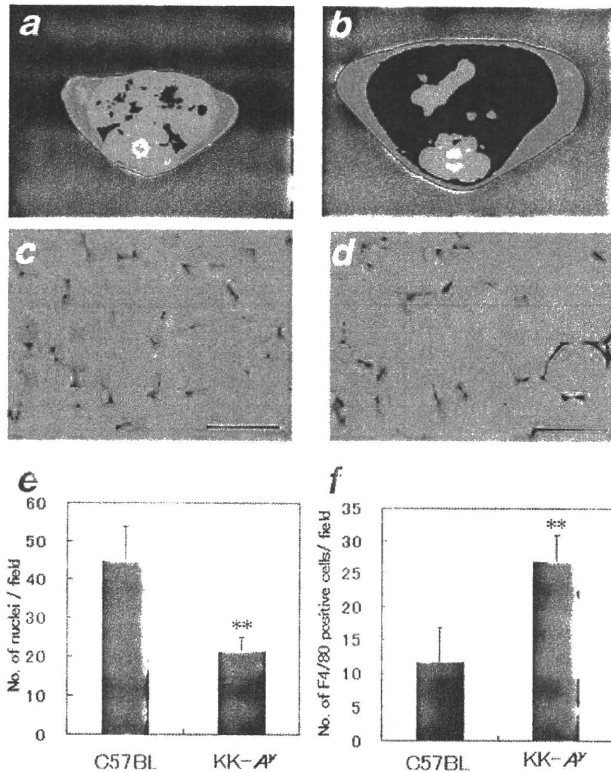 a
b
c
d
e
f
No. of nuclei / field
60
50
40
30
20
10
0
**
C57BL
KK-Aʸ
No. of F4/80 positive cells/ field
35
30
25
20
15
10
5
0
**
C57BL
KK-Aʸ